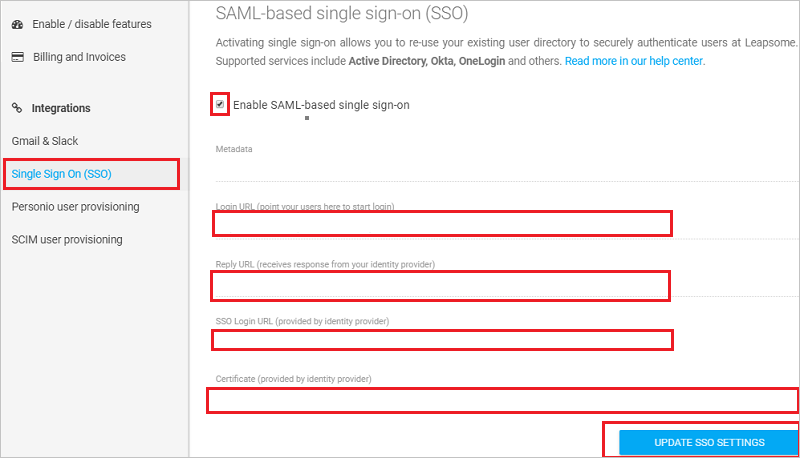 Enable / disable features
Billing and Invoices
Integrations
Gmail & Slack
Single Sign On (SSO)
Personio user provisioning
SCIM user provisioning
SAML-based single sign-on (SSO)
Activating single sign-on allows you to re-use your existing user directory to securely authenticate users at Leapsome.
Supported services include Active Directory, Okta, OneLogin and others. Read more in our help center.
Enable SAML-based single sign-on
Metadata
Login URL (point your users here to start login)
Reply URL (receives response from your identity provider)
SSO Login URL (provided by identity provider)
Certificate (provided by identity provider)
UPDATE SSO SETTINGS